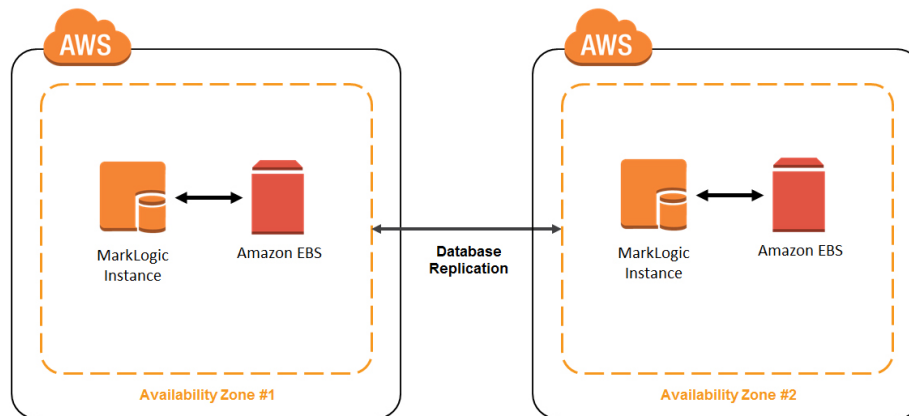 AWS
AWS
MarkLogic
Instance
Amazon EBS
Database
Replication
MarkLogic
Instance
Amazon EBS
Availability Zone #1
Availability Zone #2